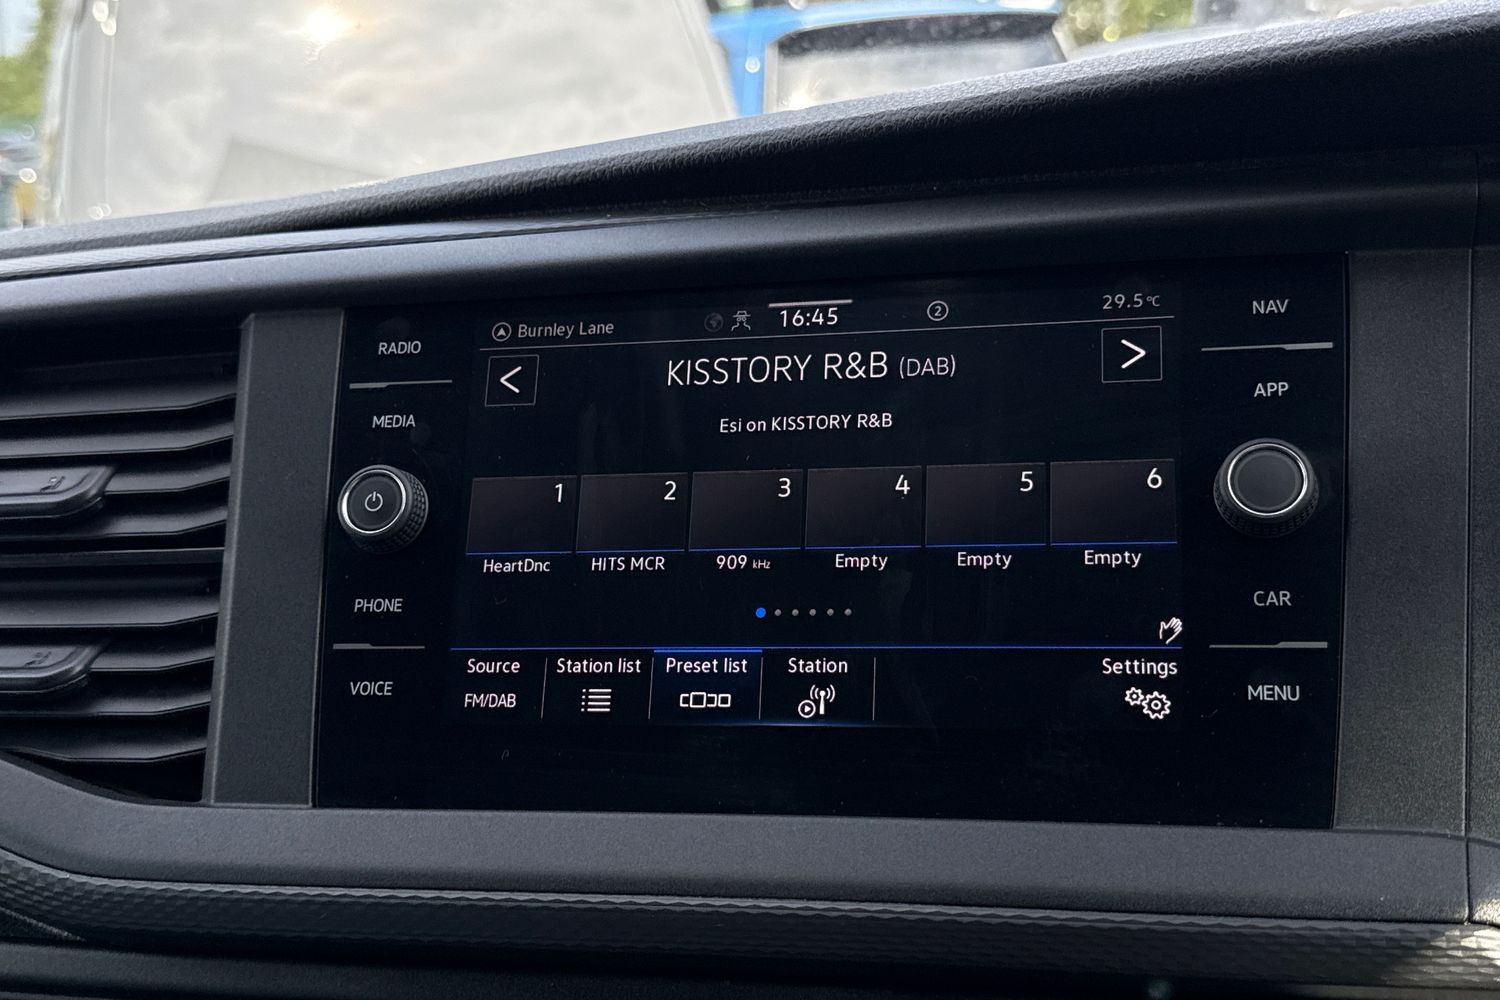 RADIO
MEDIA
PHONE
VOICE
Burnley Lane
16:45
2
29.5°C
<
KISSTORY R&B (DAB)
>
Esi on KISSTORY R&B
1 2 3 4 5 6
HeartDnc HITS MCR 909 kHz Empty Empty Empty
Source Station list Preset list Station Settings
FM/DAB
NAV
APP
CAR
MENU